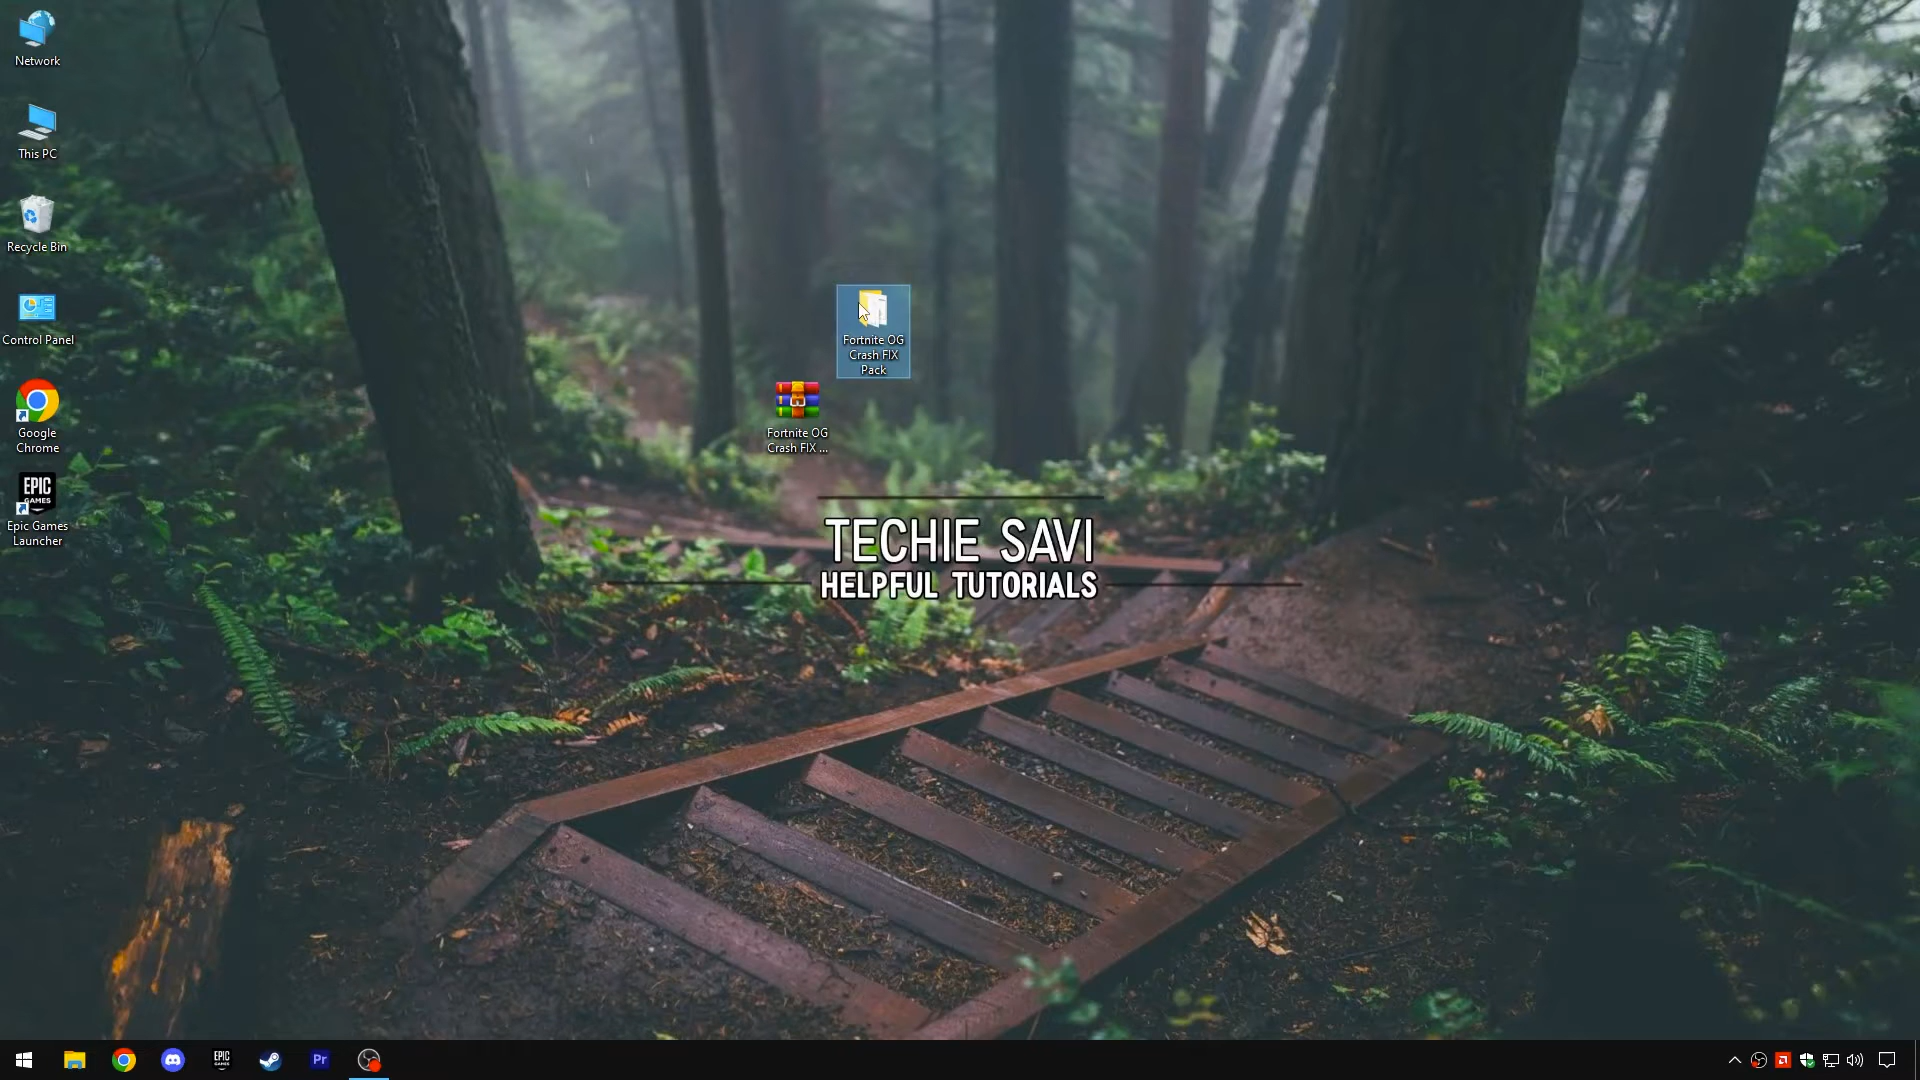 Network
This PC
Recycle Bin
Control Panel
Google
Chrome
EPIC
GAMES
Epic Games
Launcher
Fortnite OG
Crash FIX
Pack
Fortnite OG
Crash FIX ...
TECHIE SAVI
HELPFUL TUTORIALS
EPIC
GAMES
Pr